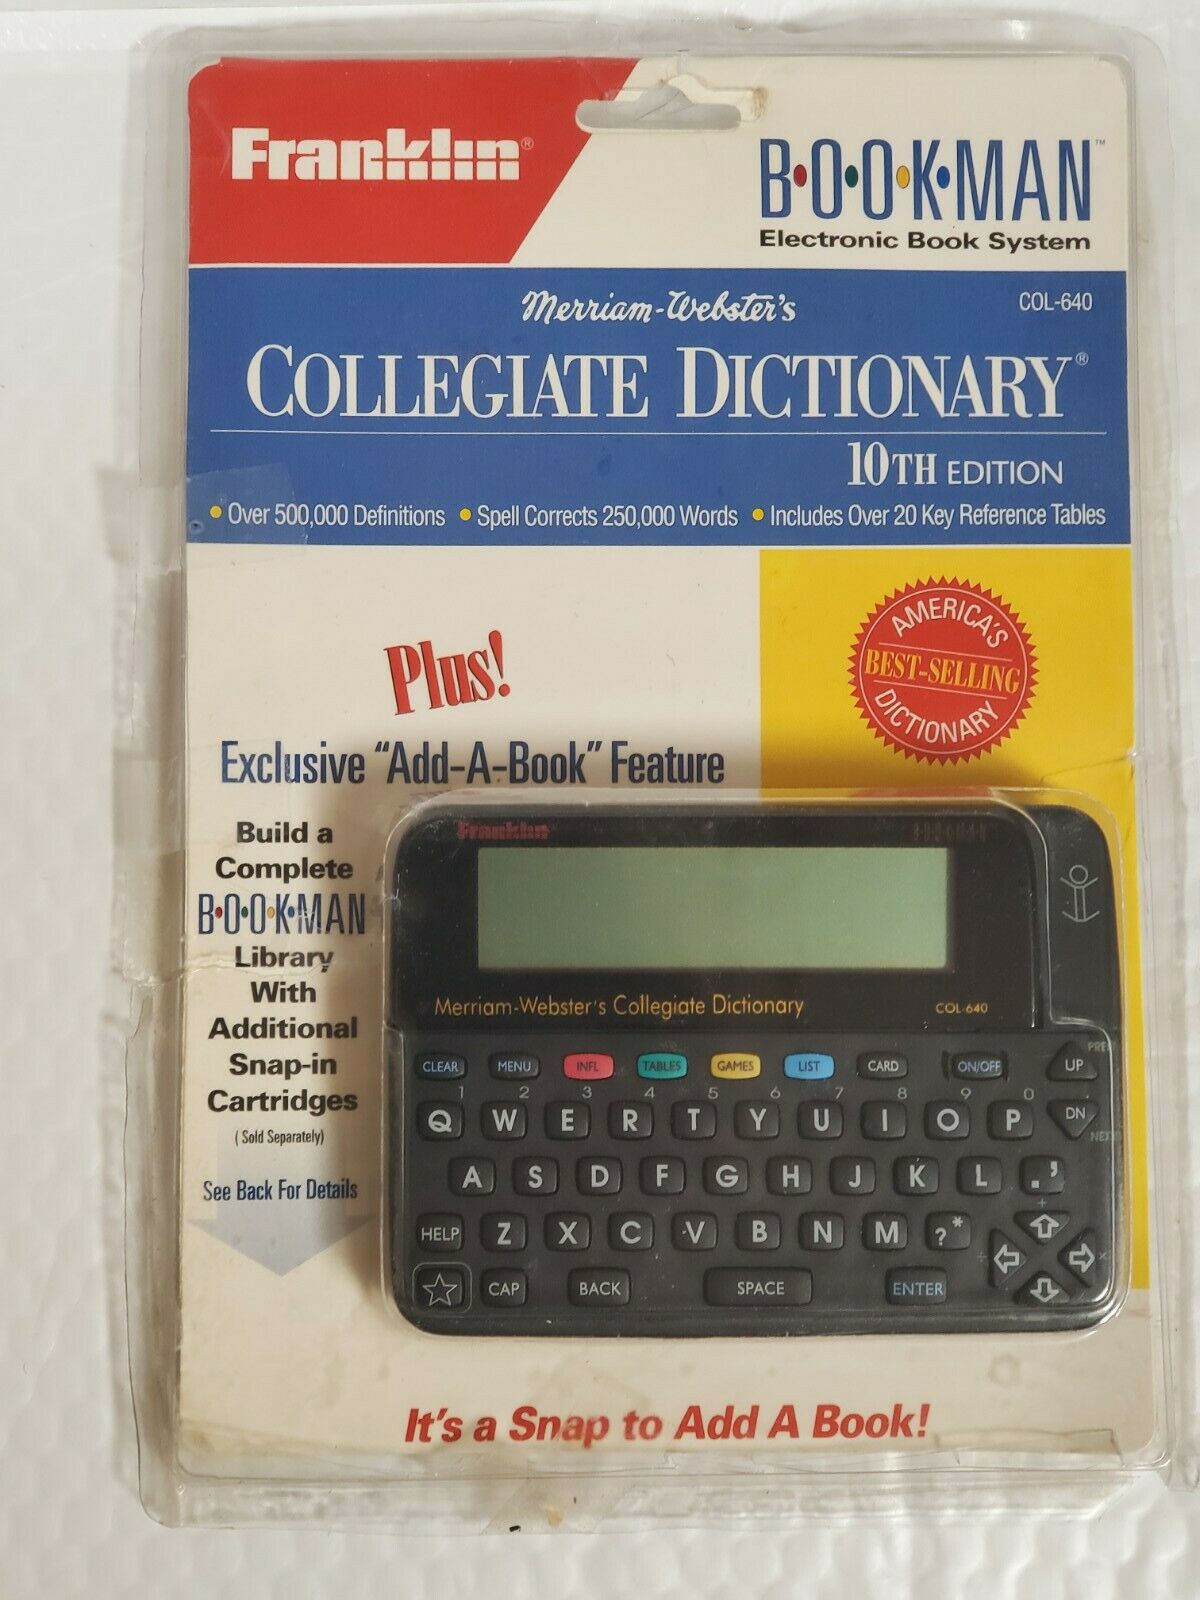 Franklin®
B•O•O•K•MAN™
Electronic Book System
Merriam-Webster's
COL-640
COLLEGIATE DICTIONARY®
10TH EDITION
• Over 500,000 Definitions • Spell Corrects 250,000 Words • Includes Over 20 Key Reference Tables
AMERICA'S
BEST-SELLING
DICTIONARY
Plus!
Exclusive "Add-A-Book" Feature
Build a
Complete
B•O•O•K•MAN
Library
With
Additional
Snap-in
Cartridges
(Sold Separately)
See Back For Details
Franklin
BOOKMAN
Merriam-Webster's Collegiate Dictionary
COL-640
CLEAR MENU INFL TABLES GAMES LIST CARD ON/OFF UP
1 2 3 4 5 6 7 8 9 0
Q W E R T Y U I O P DN
A S D F G H J K L .'
HELP Z X C V B N M ?*
+ ÷ ×
☆ CAP BACK SPACE ENTER
It's a Snap to Add A Book!